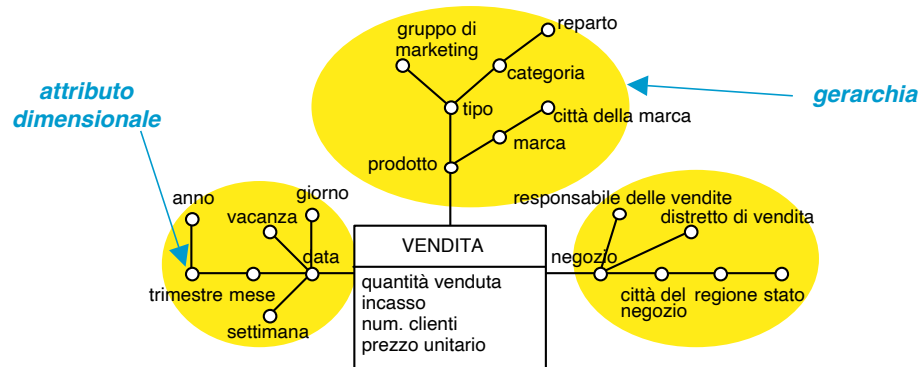 reparto
gruppo di
marketing
categoria
attributo
dimensionale
gerarchia
tipo
città della marca
marca
prodotto
anno
giorno
vacanza
responsabile delle vendite
distretto di vendita
VENDITA
data
negozio
quantità venduta
incasso
num. clienti
prezzo unitario
trimestre
mese
settimana
città del
negozio
regione
stato